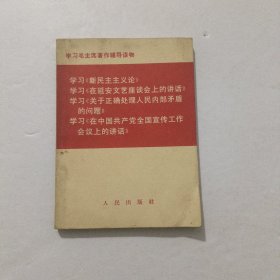 学习毛主席著作辅导读物
学习《新民主主义论》
学习《在延安文艺座谈会上的讲话》
学习《关于正确处理人民内部矛盾
的问题》
学习《在中国共产党全国宣传工作
会议上的讲话》
人民出版社